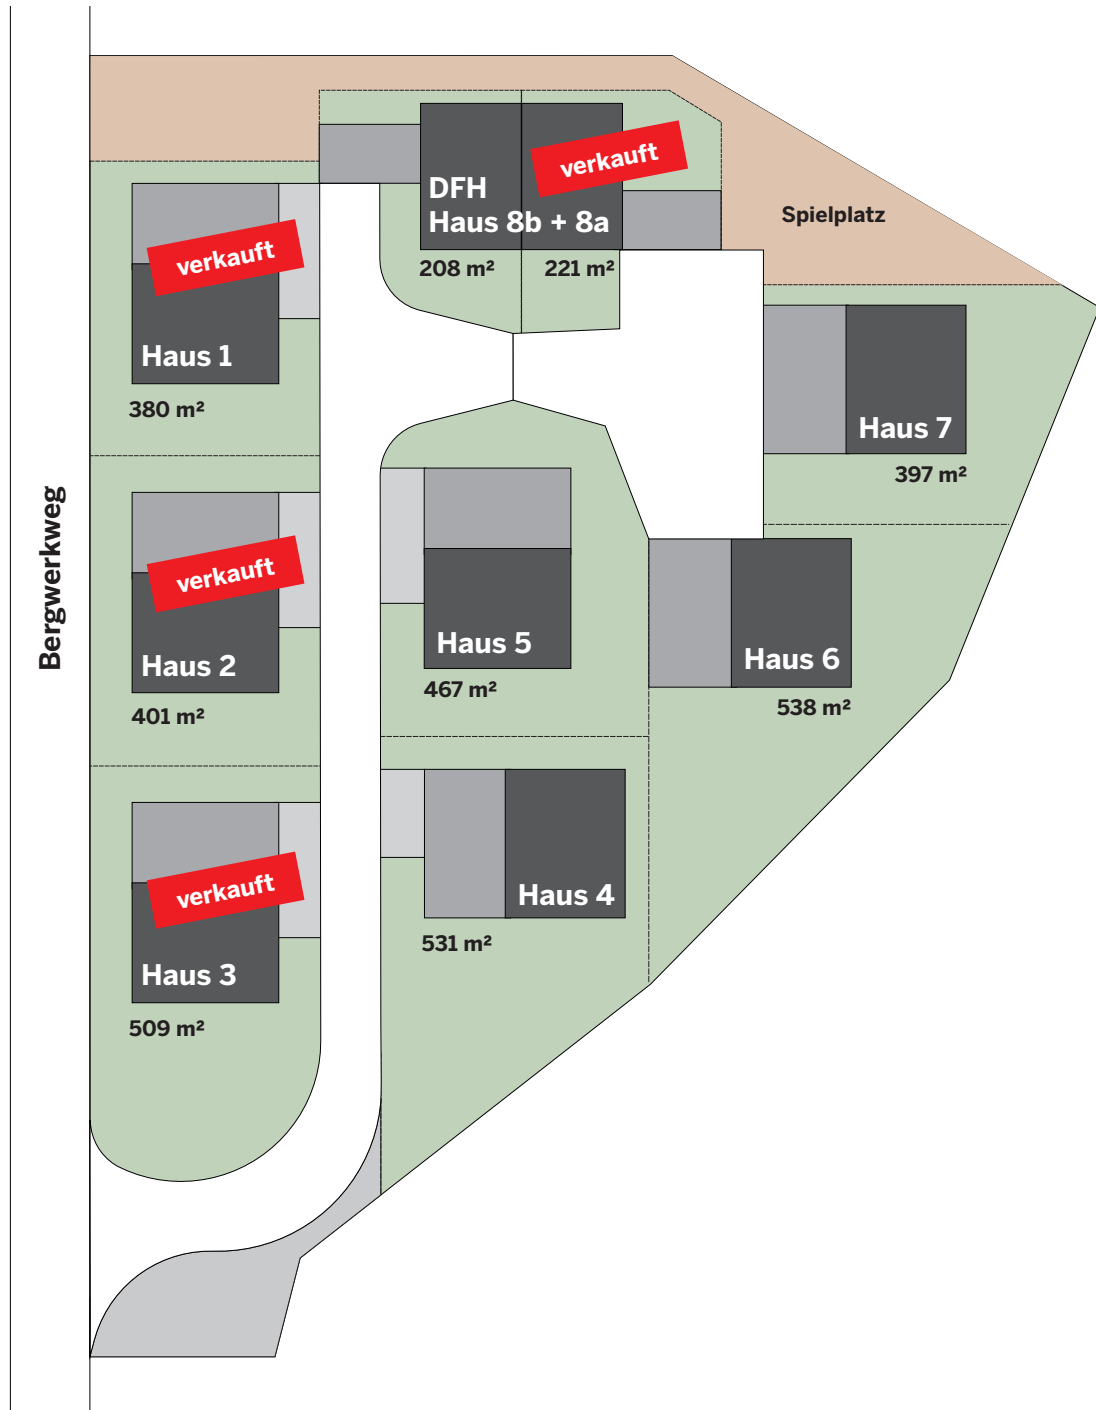 verkauft
DFH
Haus 8b + 8a
208 m²
221 m²
Spielplatz
verkauft
Haus 1
380 m²
Haus 7
397 m²
Bergwerkweg
verkauft
Haus 2
401 m²
Haus 5
467 m²
Haus 6
538 m²
verkauft
Haus 3
509 m²
Haus 4
531 m²